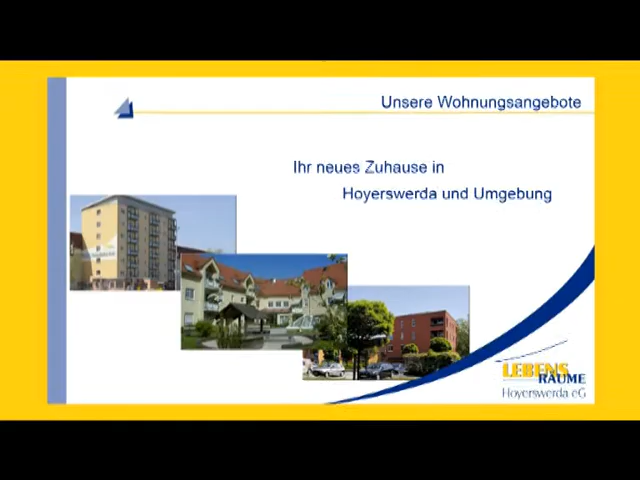 Unsere Wohnungsangebote
Ihr neues Zuhause in
Hoyerswerda und Umgebung
LEBENS
RÄUME
Hoyerswerda eG